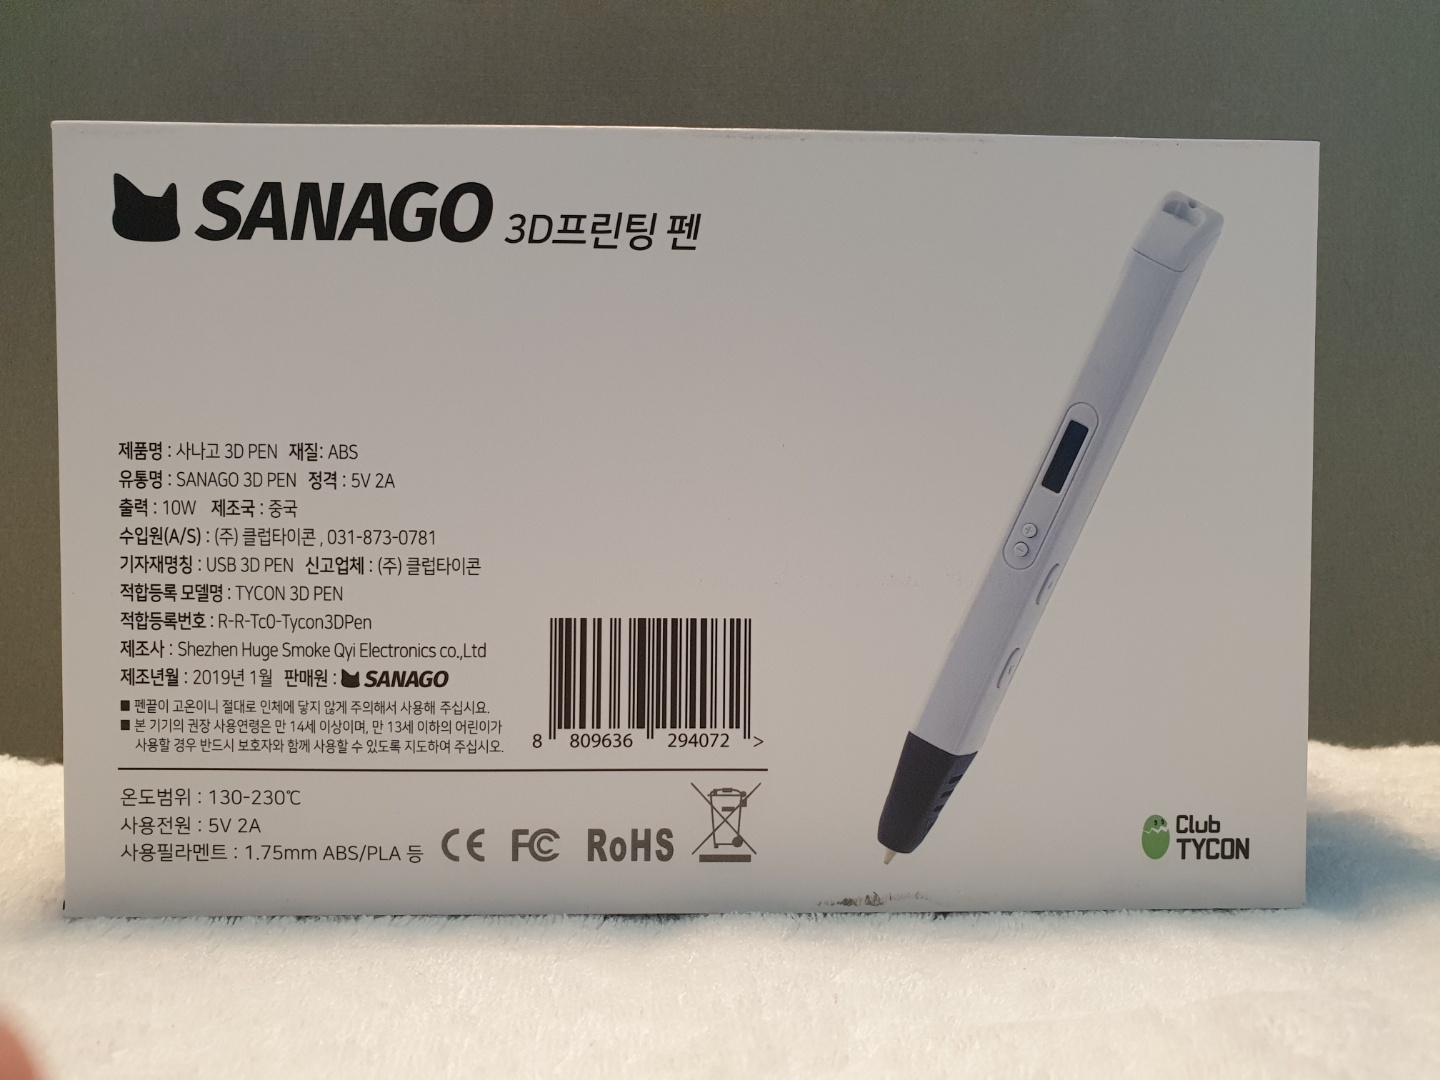 SANAGO 3D프린팅 펜
제품명 : 사나고 3D PEN 재질: ABS
유통명 : SANAGO 3D PEN 정격 : 5V 2A
출력 : 10W 제조국 : 중국
수입원(A/S) : (주) 클럽타이콘 , 031-873-0781
기자재명칭 : USB 3D PEN 신고업체 : (주) 클럽타이콘
적합등록 모델명 : TYCON 3D PEN
적합등록번호 : R-R-Tc0-Tycon3DPen
제조사 : Shezhen Huge Smoke Qyi Electronics co.,Ltd
제조년월 : 2019년 1월 판매원 : SANAGO
■ 펜끝이 고온이니 절대로 인체에 닿지 않게 주의해서 사용해 주십시요.
■ 본 기기의 권장 사용연령은 만 14세 이상이며, 만 13세 이하의 어린이가
사용할 경우 반드시 보호자와 함께 사용할 수 있도록 지도하여 주십시오.
8 809636 294072 >
온도범위 : 130-230℃
사용전원 : 5V 2A
사용필라멘트 : 1.75mm ABS/PLA 등
CE FC RoHS
Club
TYCON